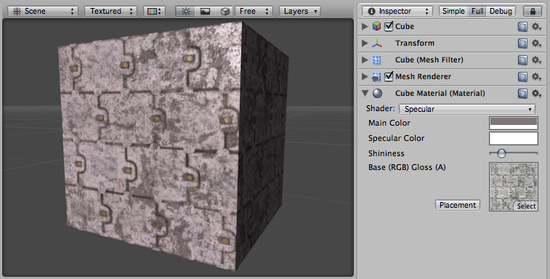 Scene
Textured
Free
Layers
Inspector
Simple Full Debug
Cube
Transform
Cube (Mesh Filter)
Mesh Renderer
Cube Material (Material)
Shader: Specular
Main Color
Specular Color
Shininess
Base (RGB) Gloss (A)
Placement
Select